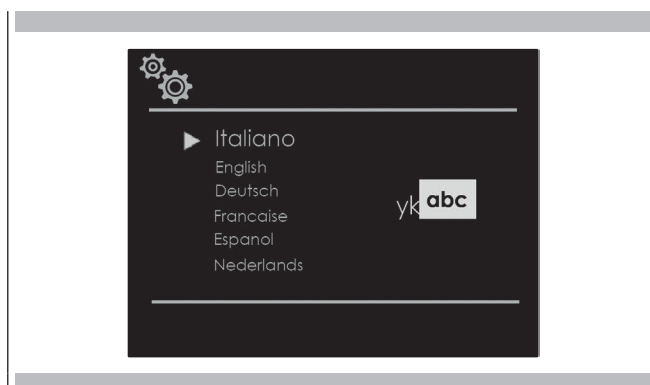 Italiano
English
Deutsch
Francaise
Espanol
Nederlands
yk abc